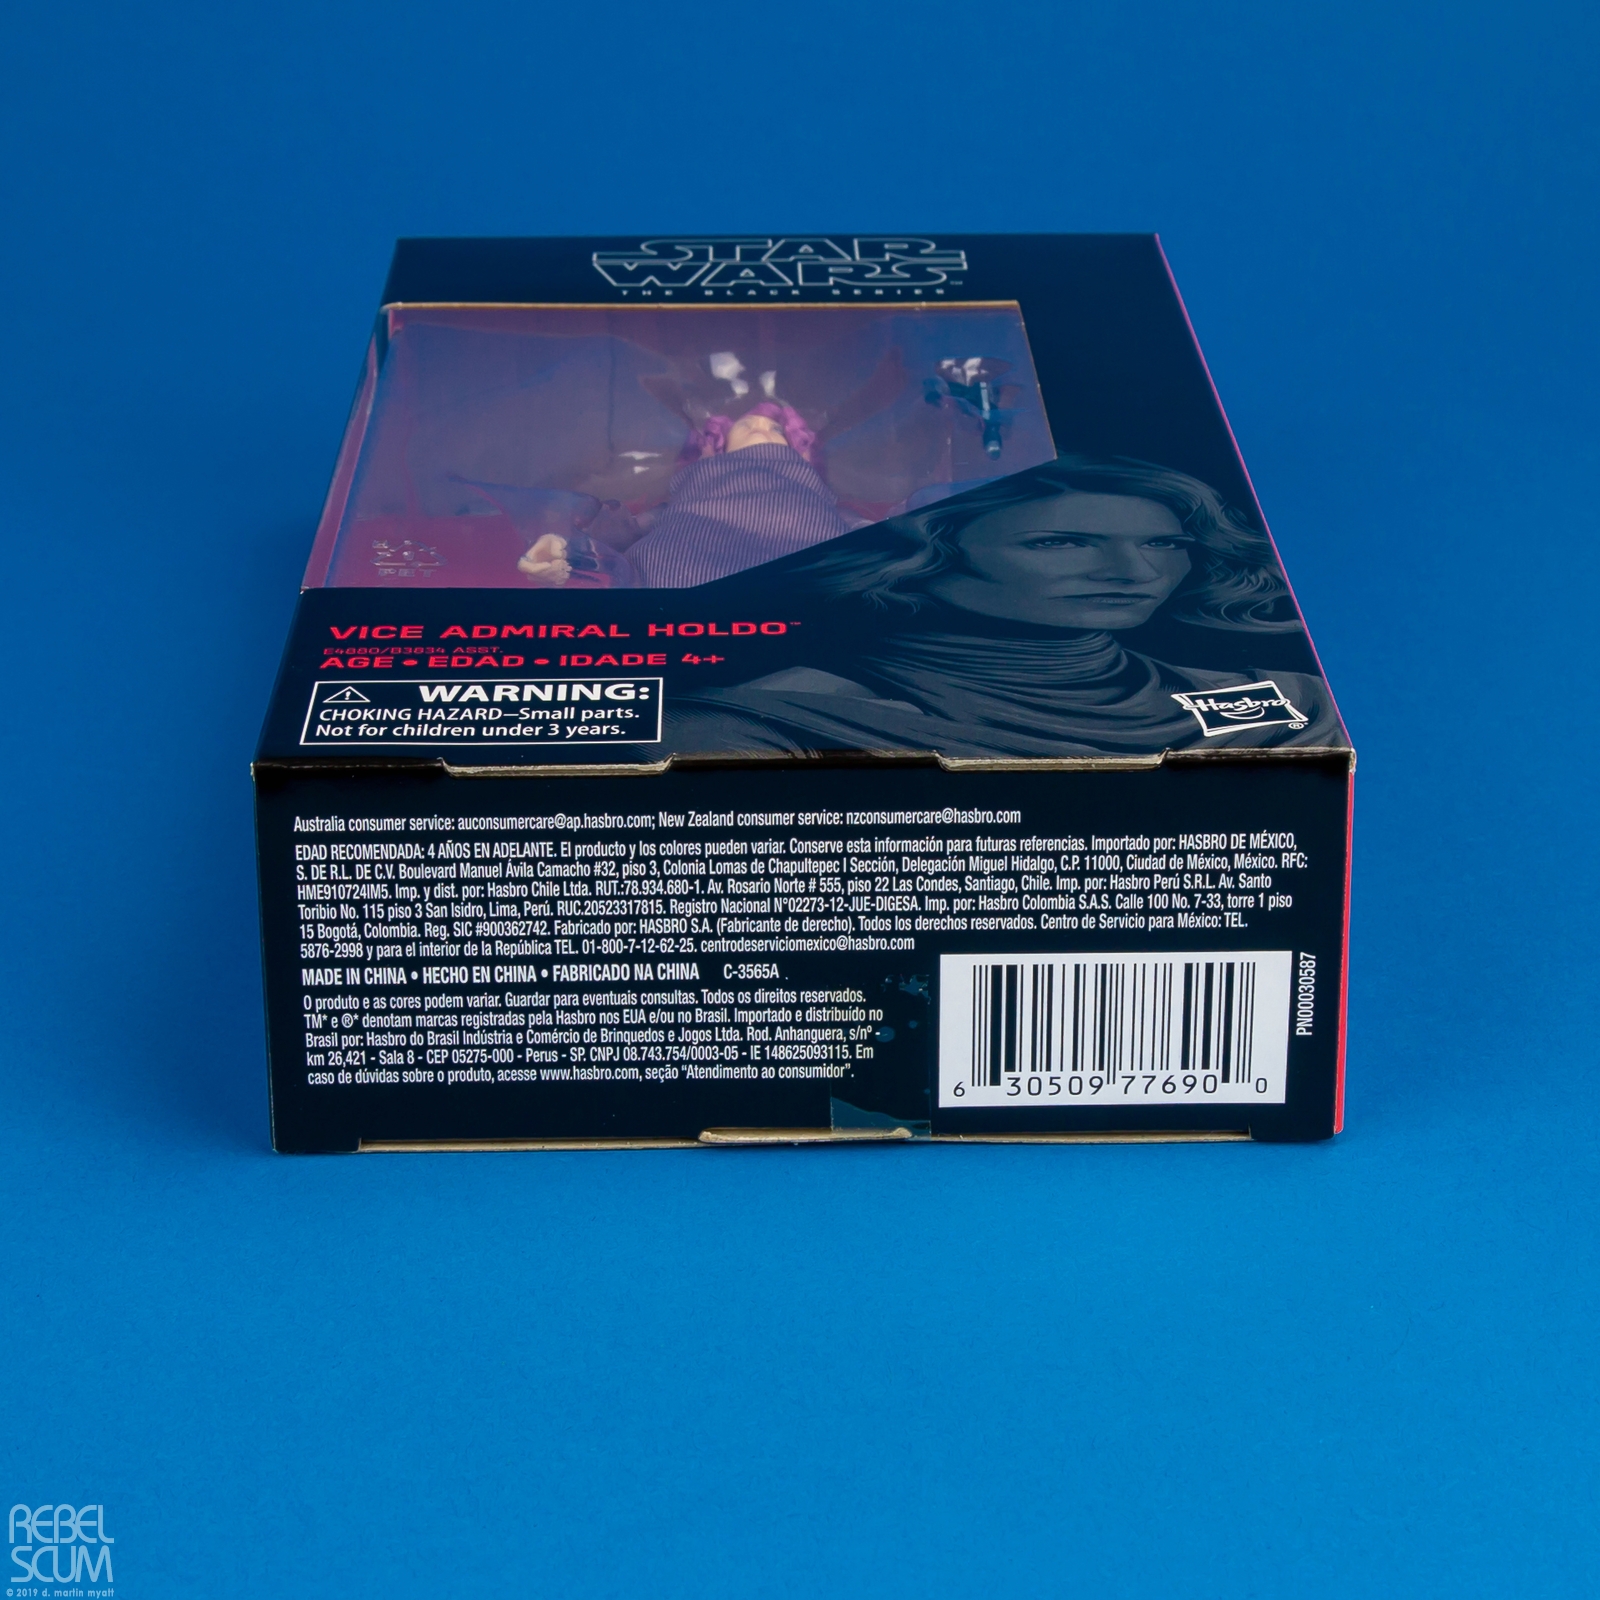 STAR
WARS™
THE BLACK SERIES
PET
VICE ADMIRAL HOLDO™
E4880/B3834 ASST.
AGE • EDAD • IDADE 4+
WARNING:
CHOKING HAZARD—Small parts.
Not for children under 3 years.
Hasbro
®*
Australia consumer service: auconsumercare@ap.hasbro.com; New Zealand consumer service: nzconsumercare@hasbro.com
EDAD RECOMENDADA: 4 AÑOS EN ADELANTE. El producto y los colores pueden variar. Conserve esta información para futuras referencias. Importado por: HASBRO DE MÉXICO,
S. DE R.L. DE C.V. Boulevard Manuel Ávila Camacho #32, piso 3, Colonia Lomas de Chapultepec I Sección, Delegación Miguel Hidalgo, C.P. 11000, Ciudad de México, México. RFC:
HME910724IM5. Imp. y dist. por: Hasbro Chile Ltda. RUT.:78.934.680-1. Av. Rosario Norte # 555, piso 22 Las Condes, Santiago, Chile. Imp. por: Hasbro Perú S.R.L. Av. Santo
Toribio No. 115 piso 3 San Isidro, Lima, Perú. RUC.20523317815. Registro Nacional N°02273-12-JUE-DIGESA. Imp. por: Hasbro Colombia S.A.S. Calle 100 No. 7-33, torre 1 piso
15 Bogotá, Colombia. Reg. SIC #900362742. Fabricado por: HASBRO S.A. (Fabricante de derecho). Todos los derechos reservados. Centro de Servicio para México: TEL.
5876-2998 y para el interior de la República TEL. 01-800-7-12-62-25. centrodeserviciomexico@hasbro.com
MADE IN CHINA • HECHO EN CHINA • FABRICADO NA CHINA C-3565A .
O produto e as cores podem variar. Guardar para eventuais consultas. Todos os direitos reservados.
TM* e ®* denotam marcas registradas pela Hasbro nos EUA e/ou no Brasil. Importado e distribuído no
Brasil por: Hasbro do Brasil Indústria e Comércio de Brinquedos e Jogos Ltda. Rod. Anhanguera, s/nº -
km 26,421 - Sala 8 - CEP 05275-000 - Perus - SP. CNPJ 08.743.754/0003-05 - IE 148625093115. Em
caso de dúvidas sobre o produto, acesse www.hasbro.com, seção “Atendimento ao consumidor”.
6 30509 77690 0
PN00030587
REBEL
SCUM
© 2019 d. martin myatt